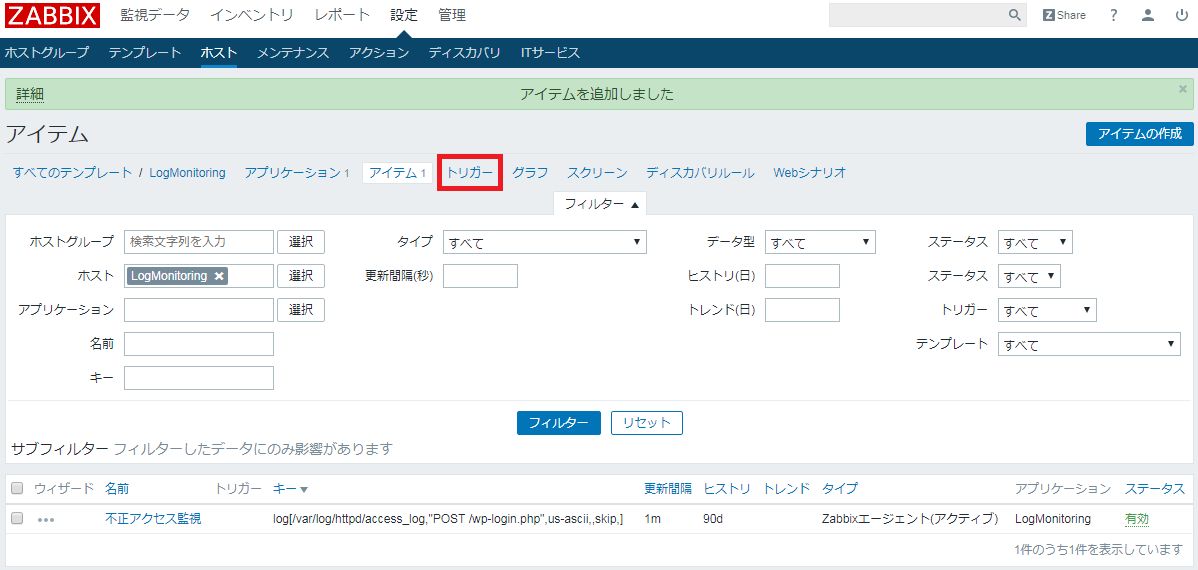 ZABBIX 監視データ インベントリ レポート 設定 管理 Z Share ?
ホストグループ テンプレート ホスト メンテナンス アクション ディスカバリ ITサービス
詳細 アイテムを追加しました ×
アイテム アイテムの作成
すべてのテンプレート / LogMonitoring アプリケーション 1 アイテム 1 トリガー グラフ スクリーン ディスカバリルール Webシナリオ
フィルター ▲
ホストグループ 検索文字列を入力 選択 タイプ すべて データ型 すべて ステータス すべて
ホスト LogMonitoring × 選択 更新間隔(秒) ヒストリ(日) ステータス すべて
アプリケーション 選択 トレンド(日) トリガー すべて
名前 テンプレート すべて
キー
フィルター リセット
サブフィルター フィルターしたデータにのみ影響があります
ウィザード 名前 トリガー キー ▼ 更新間隔 ヒストリ トレンド タイプ アプリケーション ステータス
••• 不正アクセス監視 log[/var/log/httpd/access_log,"POST /wp-login.php",us-ascii,,skip,] 1m 90d Zabbixエージェント(アクティブ) LogMonitoring 有効
1件のうち1件を表示しています